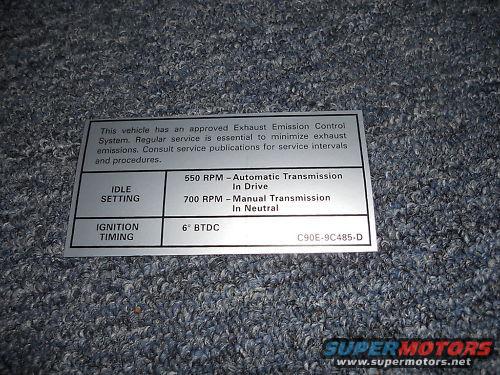 This vehicle has an approved Exhaust Emission Control
System. Regular service is essential to minimize exhaust
emissions. Consult service publications for service intervals
and procedures.
IDLE
SETTING
550 RPM – Automatic Transmission
In Drive
700 RPM – Manual Transmission
In Neutral
IGNITION
TIMING
6° BTDC
C90E-9C485-D
SUPERMOTORS
www.supermotors.net